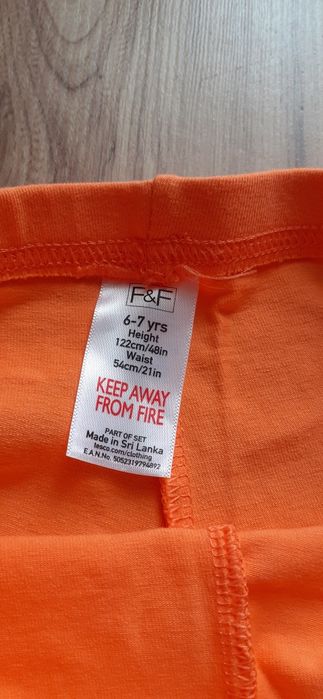 F&F
6-7 yrs
Height
122cm/48in
Waist
54cm/21in
KEEP AWAY
FROM FIRE
PART OF SET
Made in Sri Lanka
tesco.com/clothing
E.A.N.No. 5052319794892